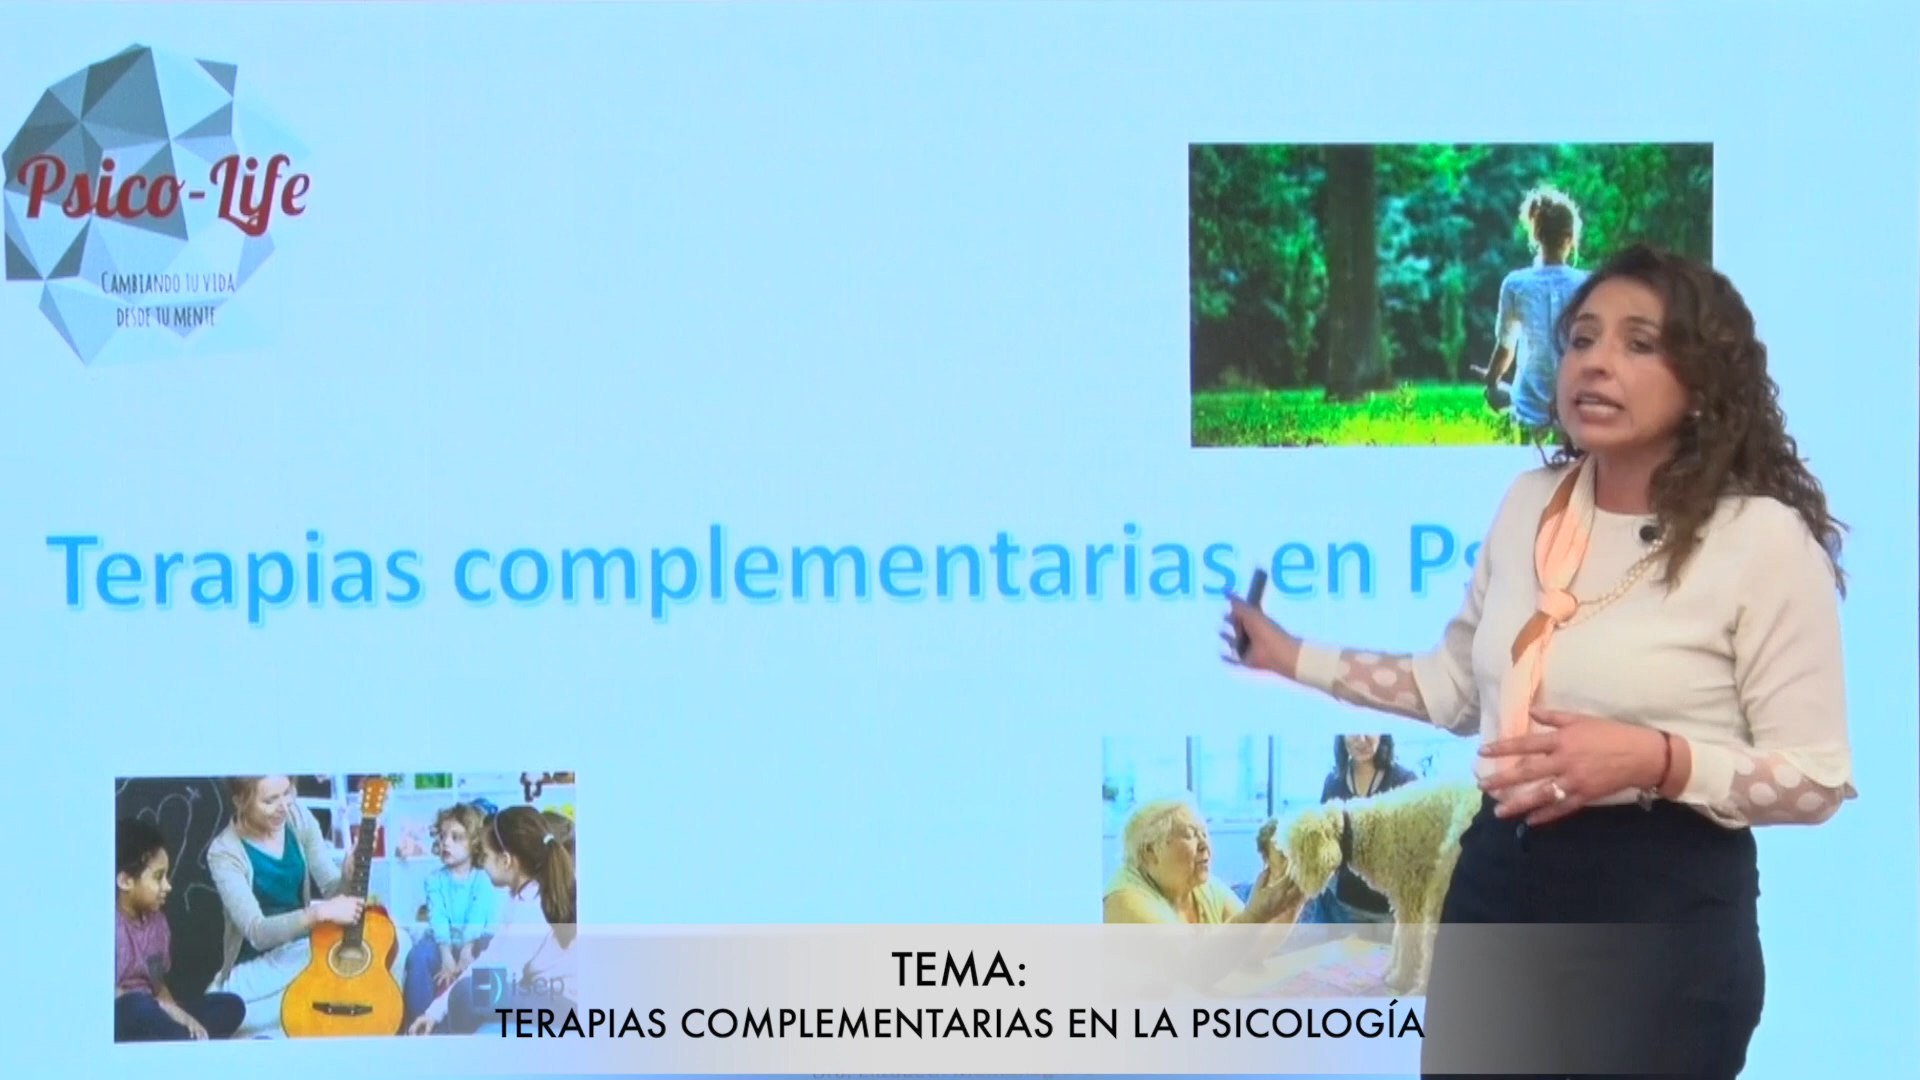 Psico-Life
CAMBIANDO TU VIDA
DESDE TU MENTE
Terapias complementarias en Ps
isep
TEMA:
TERAPIAS COMPLEMENTARIAS EN LA PSICOLOGÍA